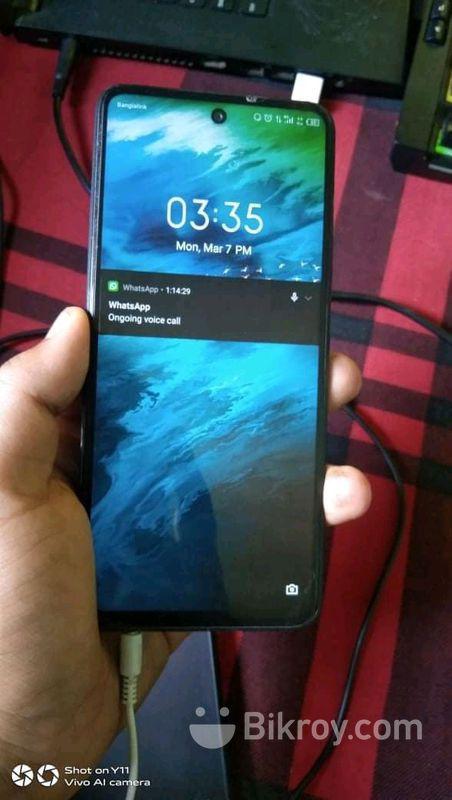 Banglalink
03:35
Mon, Mar 7 PM
WhatsApp • 1:14:29
WhatsApp
Ongoing voice call
Bikroy.com
Shot on Y11
Vivo AI camera